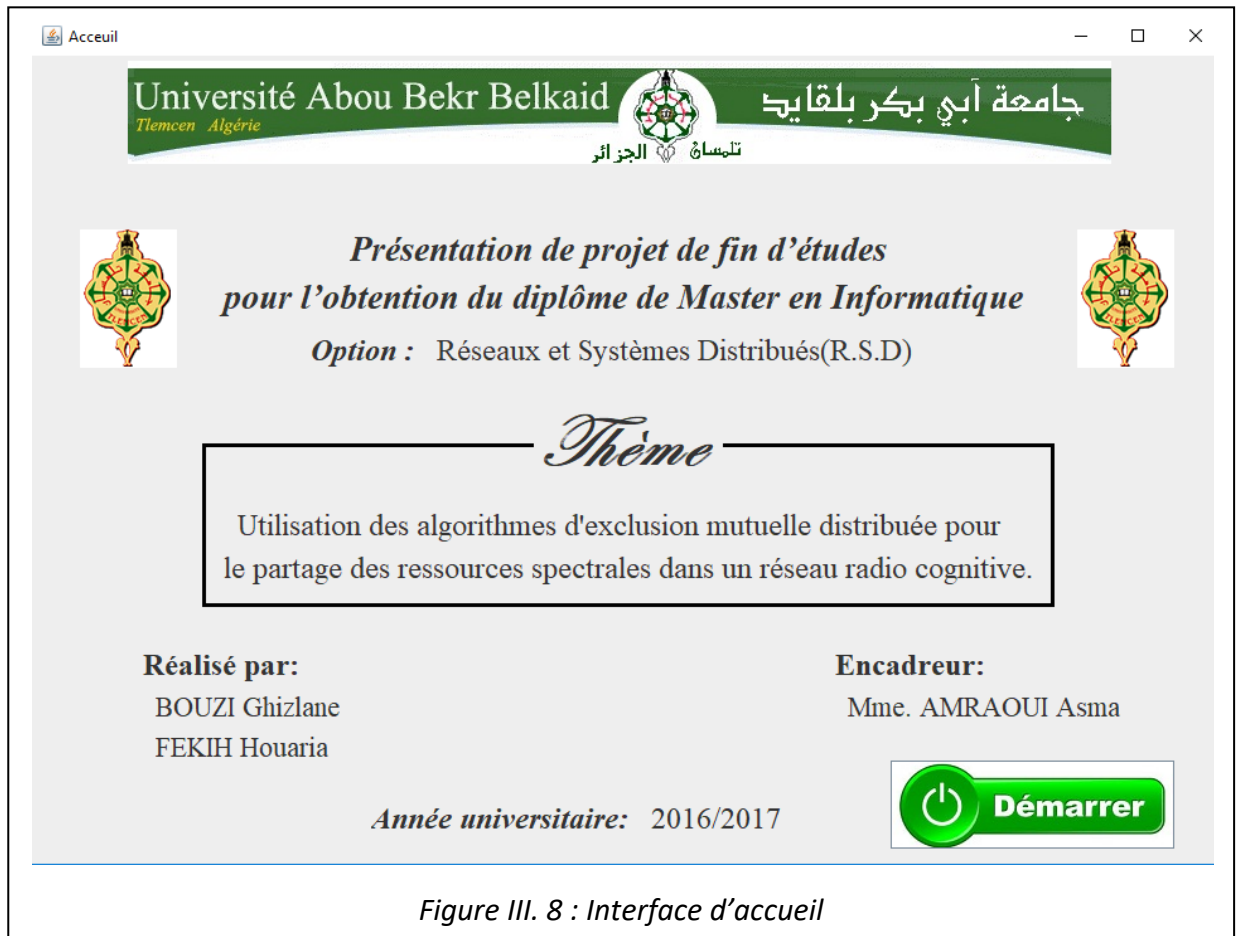 Acceuil
Université Abou Bekr Belkaid
جامعة أبي بكر بلقايد
Tlemcen Algérie
تلمسان الجزائر
Présentation de projet de fin d’études
pour l’obtention du diplôme de Master en Informatique
Option : Réseaux et Systèmes Distribués(R.S.D)
Thème
Utilisation des algorithmes d'exclusion mutuelle distribuée pour
le partage des ressources spectrales dans un réseau radio cognitive.
Réalisé par:
BOUZI Ghizlane
FEKIH Houaria
Encadreur:
Mme. AMRAOUI Asma
Année universitaire: 2016/2017
Démarrer
Figure III. 8 : Interface d’accueil